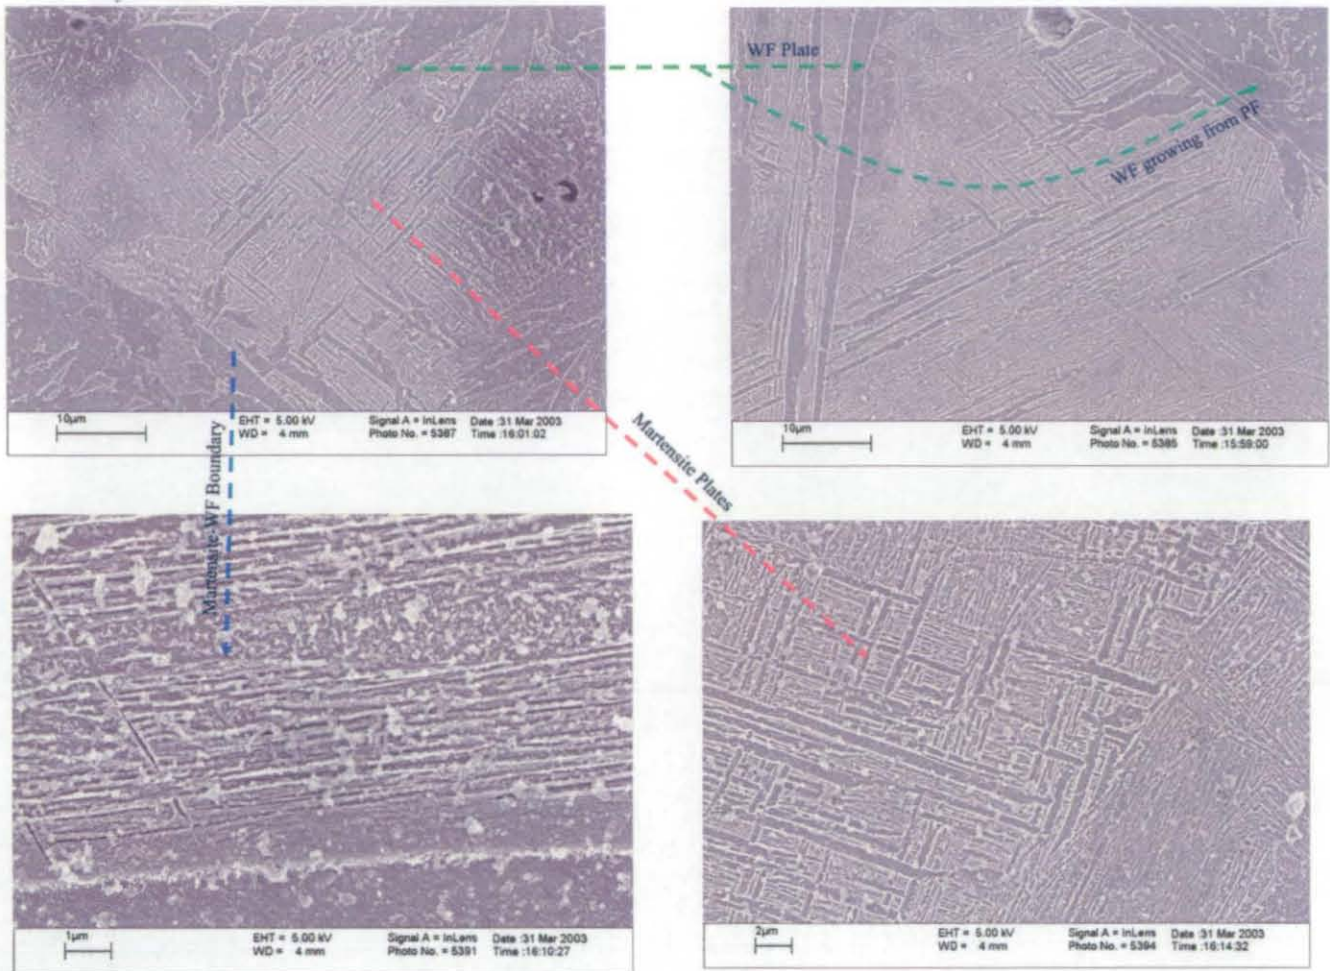 WF Plate
WF growing from PF
10µm
EHT = 5.00 kV
WD = 4 mm
Signal A = InLens
Photo No. = 5387
Date :31 Mar 2003
Time :16:01:02
10µm
EHT = 5.00 kV
WD = 4 mm
Signal A = InLens
Photo No. = 5385
Date :31 Mar 2003
Time :15:59:00
Martensite-WF Boundary
Martensite Plates
1µm
EHT = 5.00 kV
WD = 4 mm
Signal A = InLens
Photo No. = 5391
Date :31 Mar 2003
Time :16:10:27
2µm
EHT = 5.00 kV
WD = 4 mm
Signal A = InLens
Photo No. = 5394
Date :31 Mar 2003
Time :16:14:32